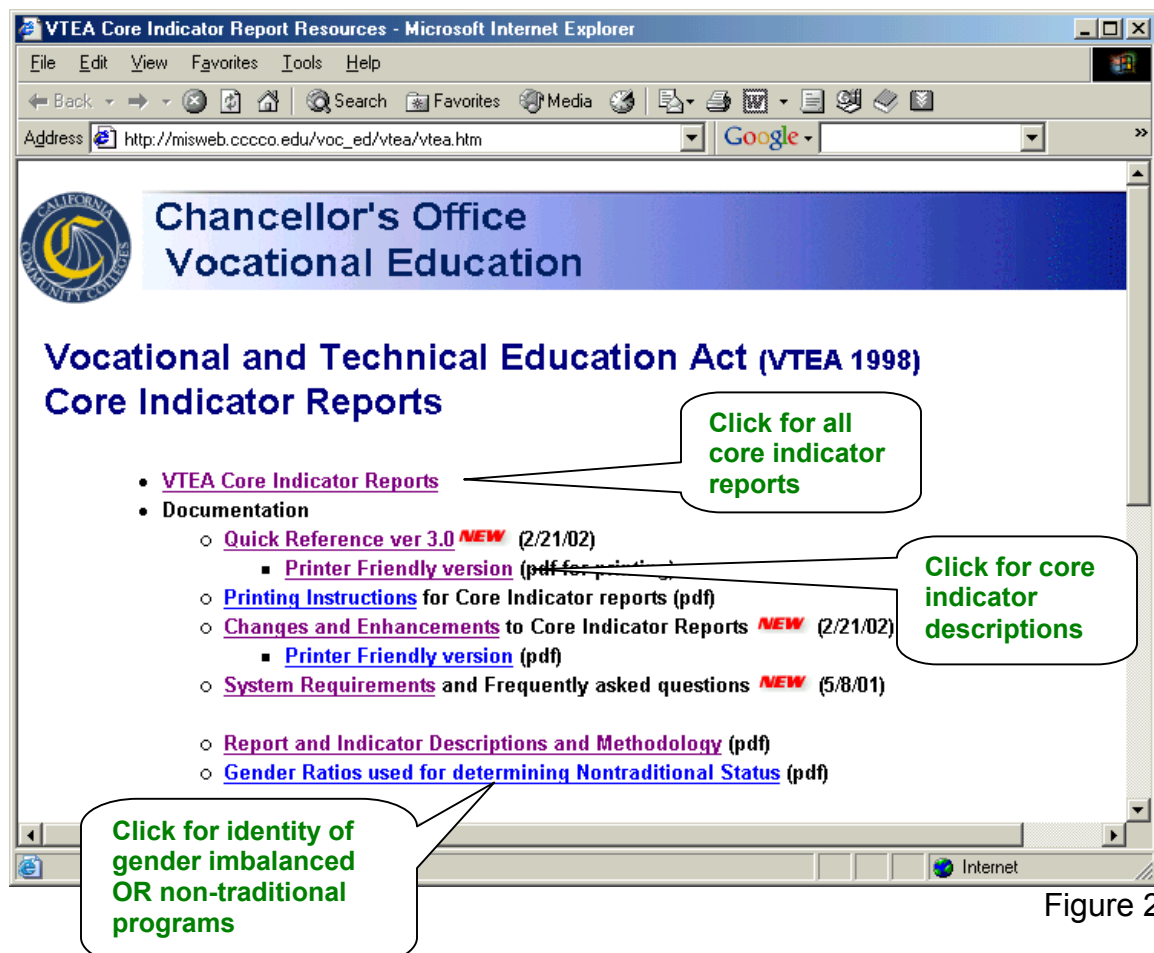 VTEA Core Indicator Report Resources - Microsoft Internet Explorer
File Edit View Favorites Tools Help
Back Search Favorites Media
Address http://misweb.cccco.edu/voc_ed/vtea/vtea.htm Google »
CALIFORNIA
COMMUNITY COLLEGES
Chancellor's Office
Vocational Education
Vocational and Technical Education Act (VTEA 1998)
Core Indicator Reports
Click for all
core indicator
reports
• VTEA Core Indicator Reports
• Documentation
○ Quick Reference ver 3.0 NEW (2/21/02)
▪ Printer Friendly version (pdf for printing)
○ Printing Instructions for Core Indicator reports (pdf)
○ Changes and Enhancements to Core Indicator Reports NEW (2/21/02)
▪ Printer Friendly version (pdf)
○ System Requirements and Frequently asked questions NEW (5/8/01)
○ Report and Indicator Descriptions and Methodology (pdf)
○ Gender Ratios used for determining Nontraditional Status (pdf)
Click for core
indicator
descriptions
Click for identity of
gender imbalanced
OR non-traditional
programs
Internet
Figure 2